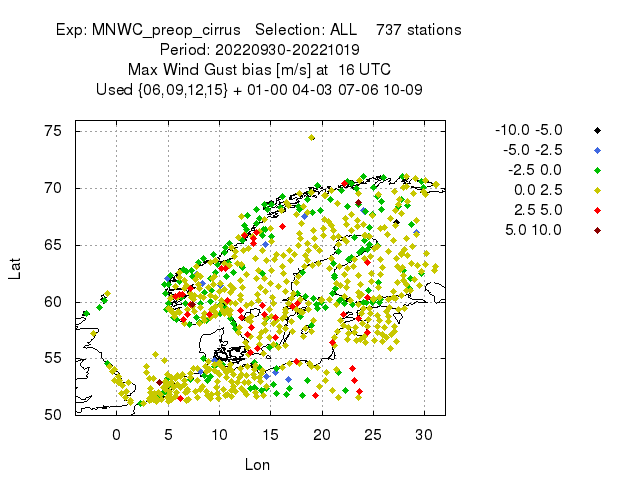 Exp: MNWC_preop_cirrus   Selection: ALL    737 stations
Period: 20220930-20221019
Max Wind Gust bias [m/s] at  16 UTC
Used {06,09,12,15} + 01-00 04-03 07-06 10-09
-10.0 -5.0
-5.0 -2.5
-2.5 0.0
0.0 2.5
2.5 5.0
5.0 10.0
75
70
65
60
55
50
Lat
0 5 10 15 20 25 30
Lon